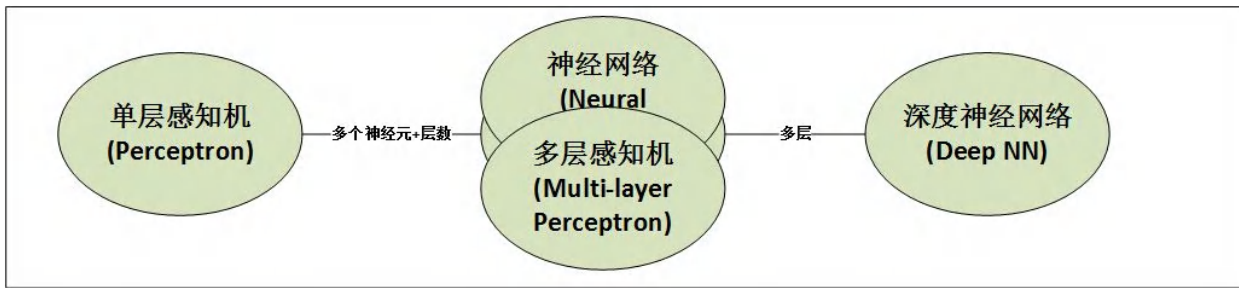 单层感知机
(Perceptron)
多个神经元+层数
神经网络
(Neural
多层感知机
(Multi-layer
Perceptron)
多层
深度神经网络
(Deep NN)